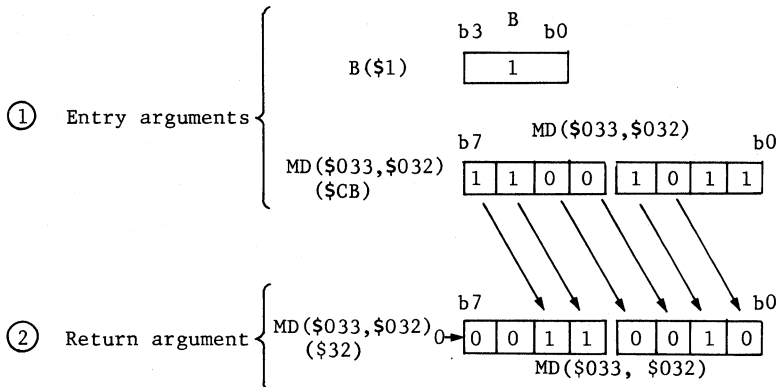 B
b3 b0
B($1) 1
① Entry arguments
MD($033,$032)
b7 b0
MD($033,$032) 1 1 0 0 1 0 1 1
($CB)
b7 b0
② Return argument MD($033,$032) 0 0 0 1 1 0 0 1 0
($32)
MD($033, $032)